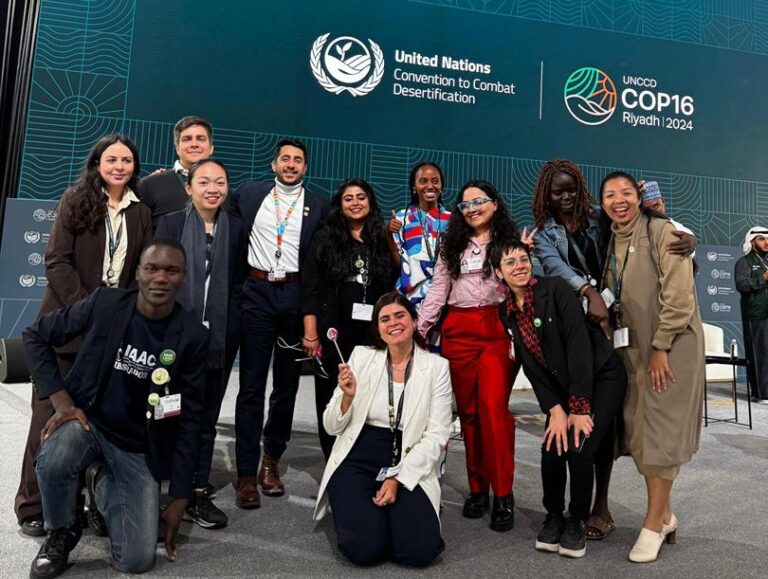 United Nations
Convention to Combat
Desertification
UNCCD
COP16
Riyadh | 2024